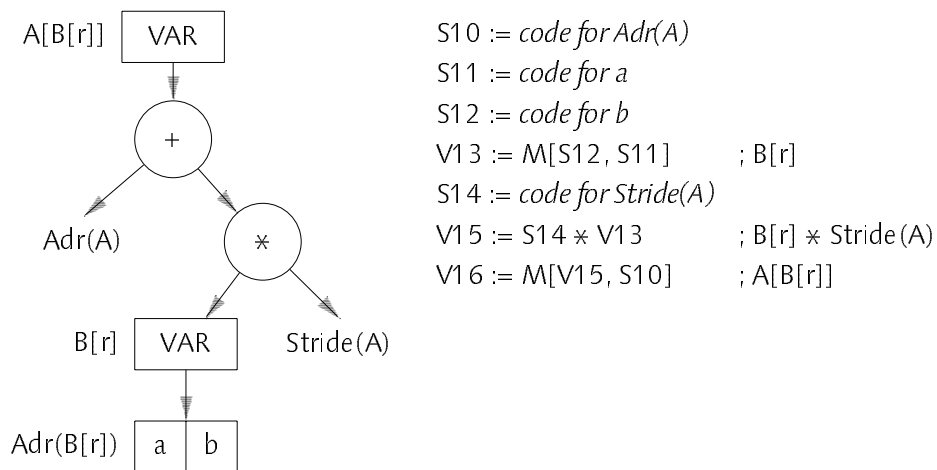 A[B[r]] VAR
+
Adr(A)
*
B[r] VAR Stride(A)
Adr(B[r]) a b
S10 := code for Adr(A)
S11 := code for a
S12 := code for b
V13 := M[S12, S11] ; B[r]
S14 := code for Stride(A)
V15 := S14 * V13 ; B[r] * Stride(A)
V16 := M[V15, S10] ; A[B[r]]